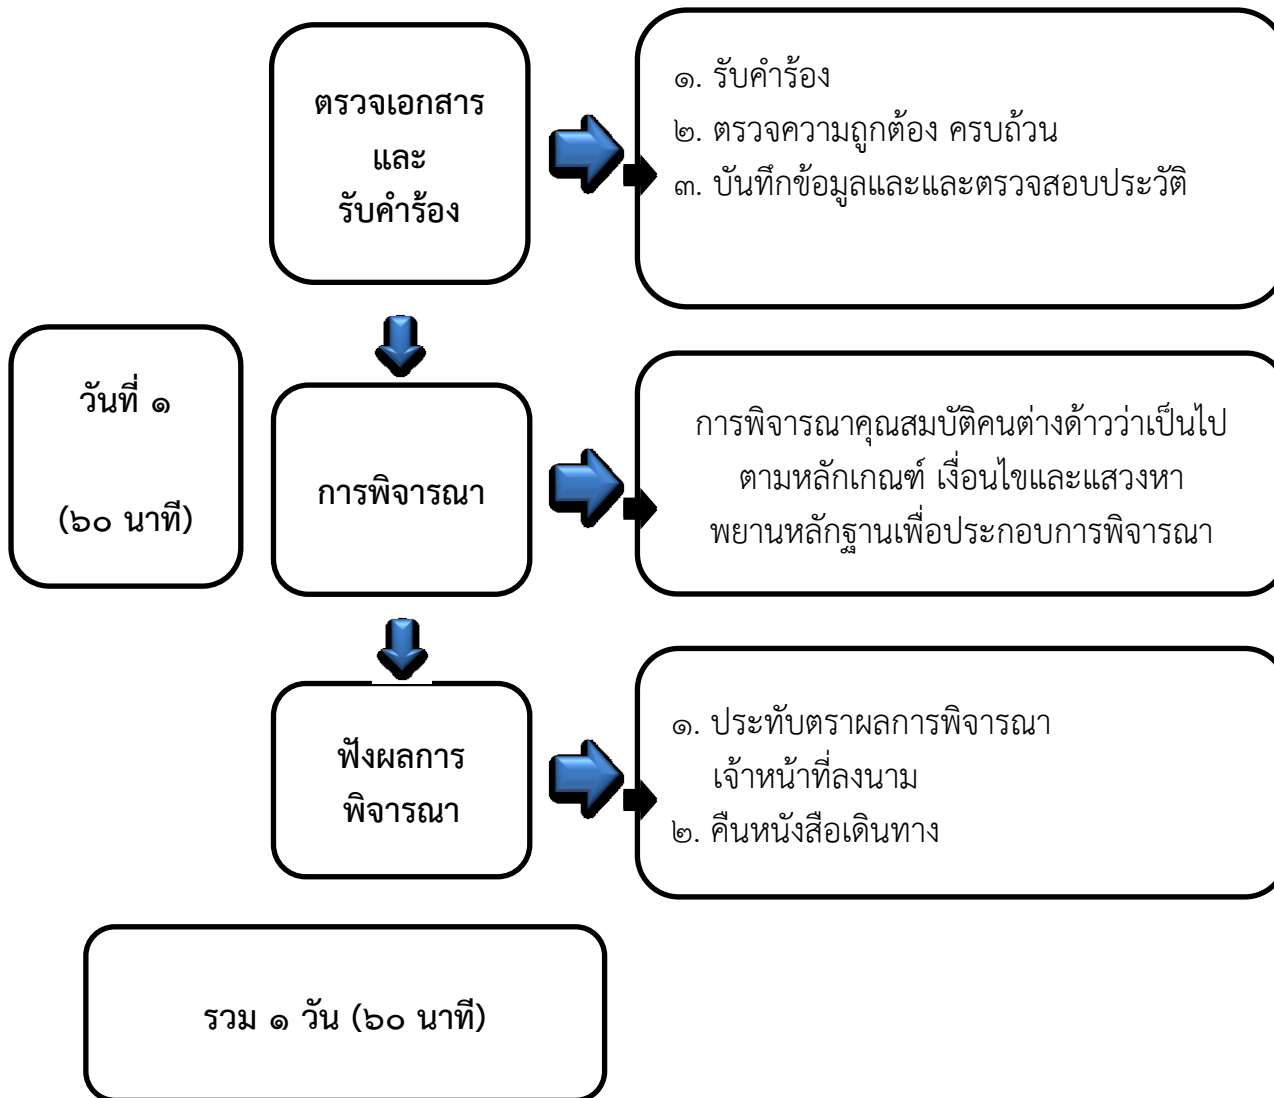 ตรวจเอกสาร
และ
รับคำร้อง
๑. รับคำร้อง
๒. ตรวจความถูกต้อง ครบถ้วน
๓. บันทึกข้อมูลและและตรวจสอบประวัติ
วันที่ ๑
(๖๐ นาที)
การพิจารณา
การพิจารณาคุณสมบัติคนต่างด้าวว่าเป็นไป
ตามหลักเกณฑ์ เงื่อนไขและแสวงหา
พยานหลักฐานเพื่อประกอบการพิจารณา
ฟังผลการ
พิจารณา
๑. ประทับตราผลการพิจารณา
เจ้าหน้าที่ลงนาม
๒. คืนหนังสือเดินทาง
รวม ๑ วัน (๖๐ นาที)